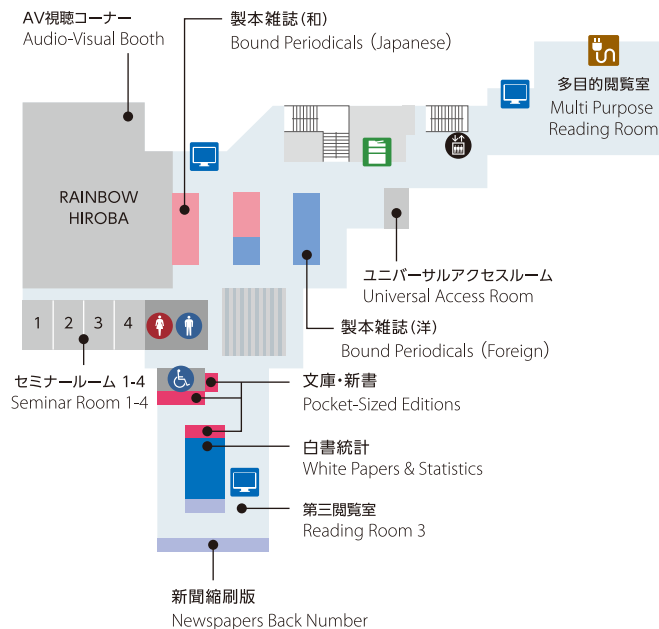 AV視聴コーナー
Audio-Visual Booth
製本雑誌(和)
Bound Periodicals (Japanese)
多目的閲覧室
Multi Purpose
Reading Room
RAINBOW
HIROBA
ユニバーサルアクセスルーム
Universal Access Room
1 2 3 4
製本雑誌(洋)
Bound Periodicals (Foreign)
セミナールーム 1-4
Seminar Room 1-4
文庫・新書
Pocket-Sized Editions
白書統計
White Papers & Statistics
第三閲覧室
Reading Room 3
新聞縮刷版
Newspapers Back Number